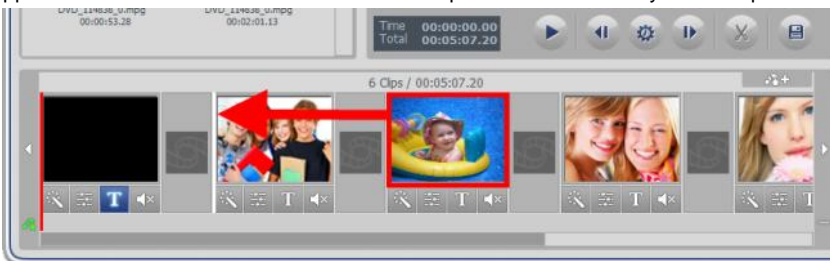 DVD_114838_0.mpg
00:00:53.28
DVD_114838_0.mpg
00:02:01.13
Time 00:00:00.00
Total 00:05:07.20
6 Clips / 00:05:07.20
T
T
T
T
T